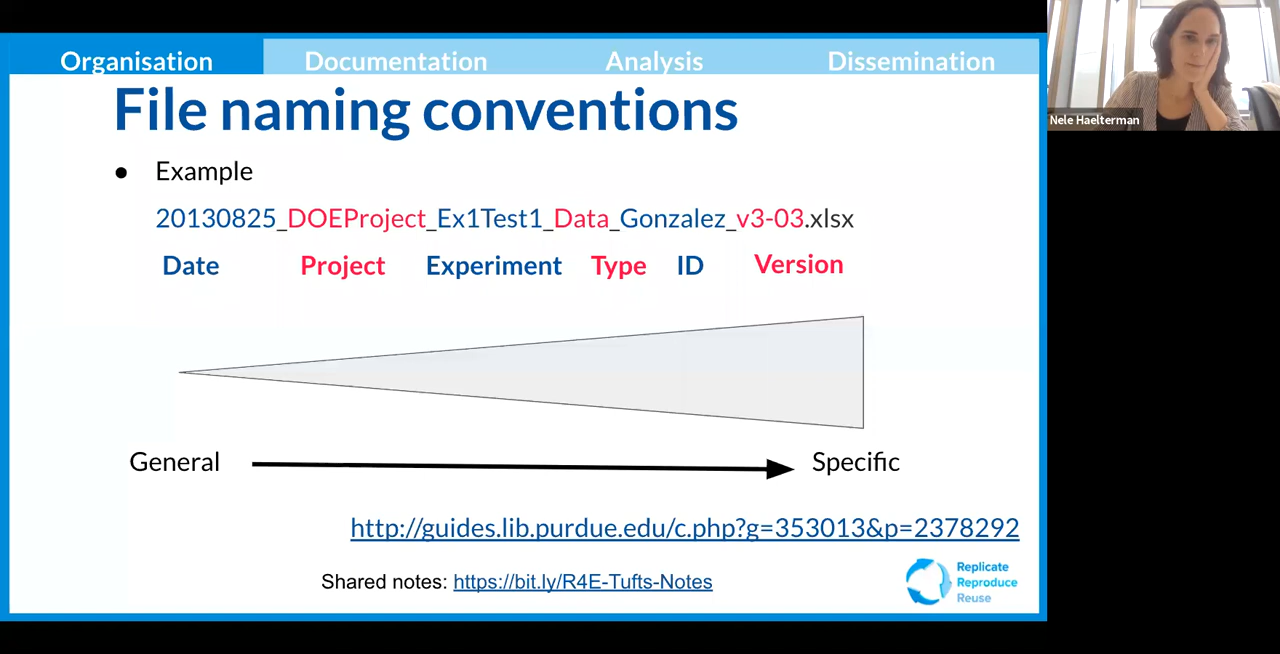 Organisation Documentation Analysis Dissemination
File naming conventions
Nele Haelterman
● Example
20130825_DOEProject_Ex1Test1_Data_Gonzalez_v3-03.xlsx
Date Project Experiment Type ID Version
General Specific
http://guides.lib.purdue.edu/c.php?g=353013&p=2378292
Shared notes: https://bit.ly/R4E-Tufts-Notes
Replicate
Reproduce
Reuse